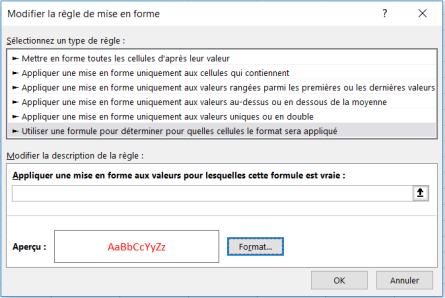 Modifier la règle de mise en forme
?
Sélectionnez un type de règle :
► Mettre en forme toutes les cellules d'après leur valeur
► Appliquer une mise en forme uniquement aux cellules qui contiennent
► Appliquer une mise en forme uniquement aux valeurs rangées parmi les premières ou les dernières valeurs
► Appliquer une mise en forme uniquement aux valeurs au-dessus ou en dessous de la moyenne
► Appliquer une mise en forme uniquement aux valeurs uniques ou en double
► Utiliser une formule pour déterminer pour quelles cellules le format sera appliqué
Modifier la description de la règle :
Appliquer une mise en forme aux valeurs pour lesquelles cette formule est vraie :
Aperçu : AaBbCcYyZz Format...
OK Annuler